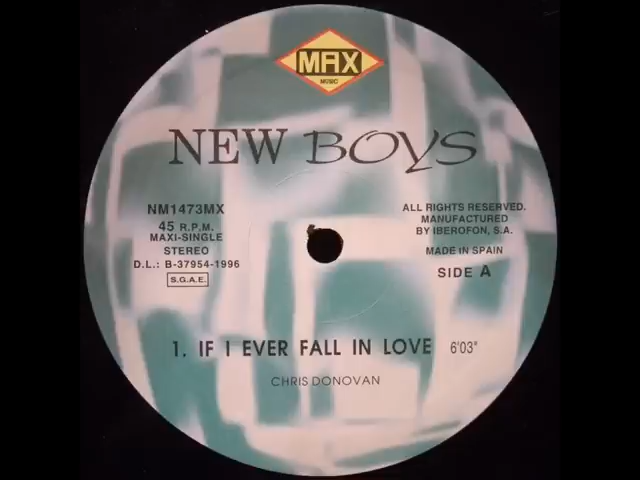 MAX
MUSIC
NEW BOYS
NM1473MX
45 R.P.M.
MAXI-SINGLE
STEREO
D.L.: B-37954-1996
S.G.A.E.
ALL RIGHTS RESERVED.
MANUFACTURED
BY IBEROFON, S.A.
MADE IN SPAIN
SIDE A
1. IF I EVER FALL IN LOVE 6'03"
CHRIS DONOVAN